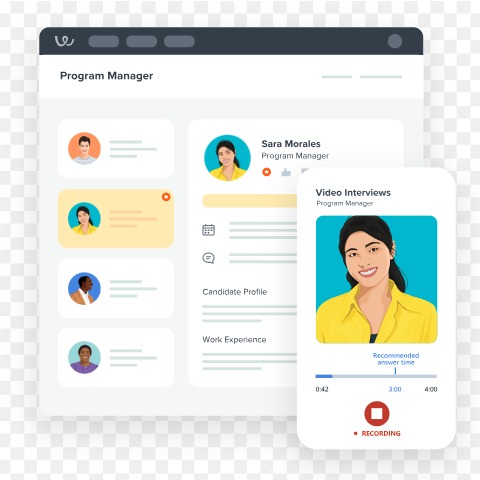 Program Manager
Sara Morales
Program Manager
Candidate Profile
Work Experience
Video Interviews
Program Manager
Recommended
answer time
0:42 3:00 4:00
RECORDING